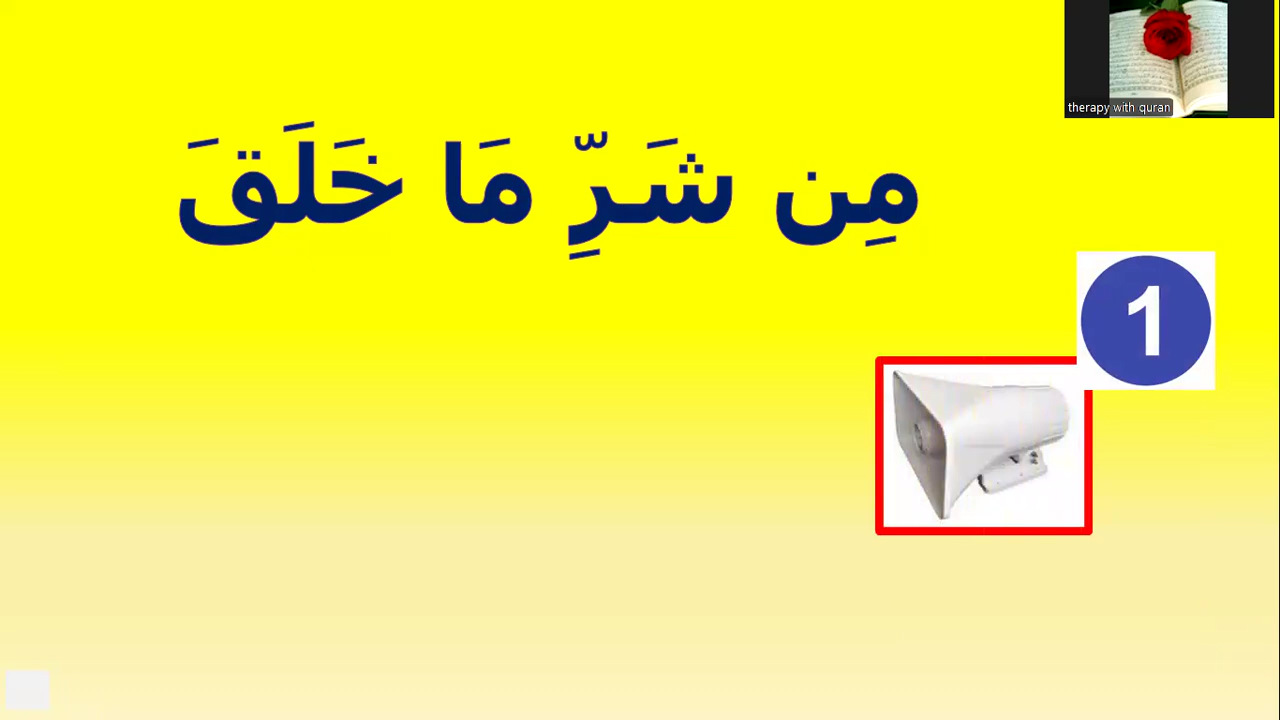 therapy with quran
مِن شَرِّ مَا خَلَقَ
1